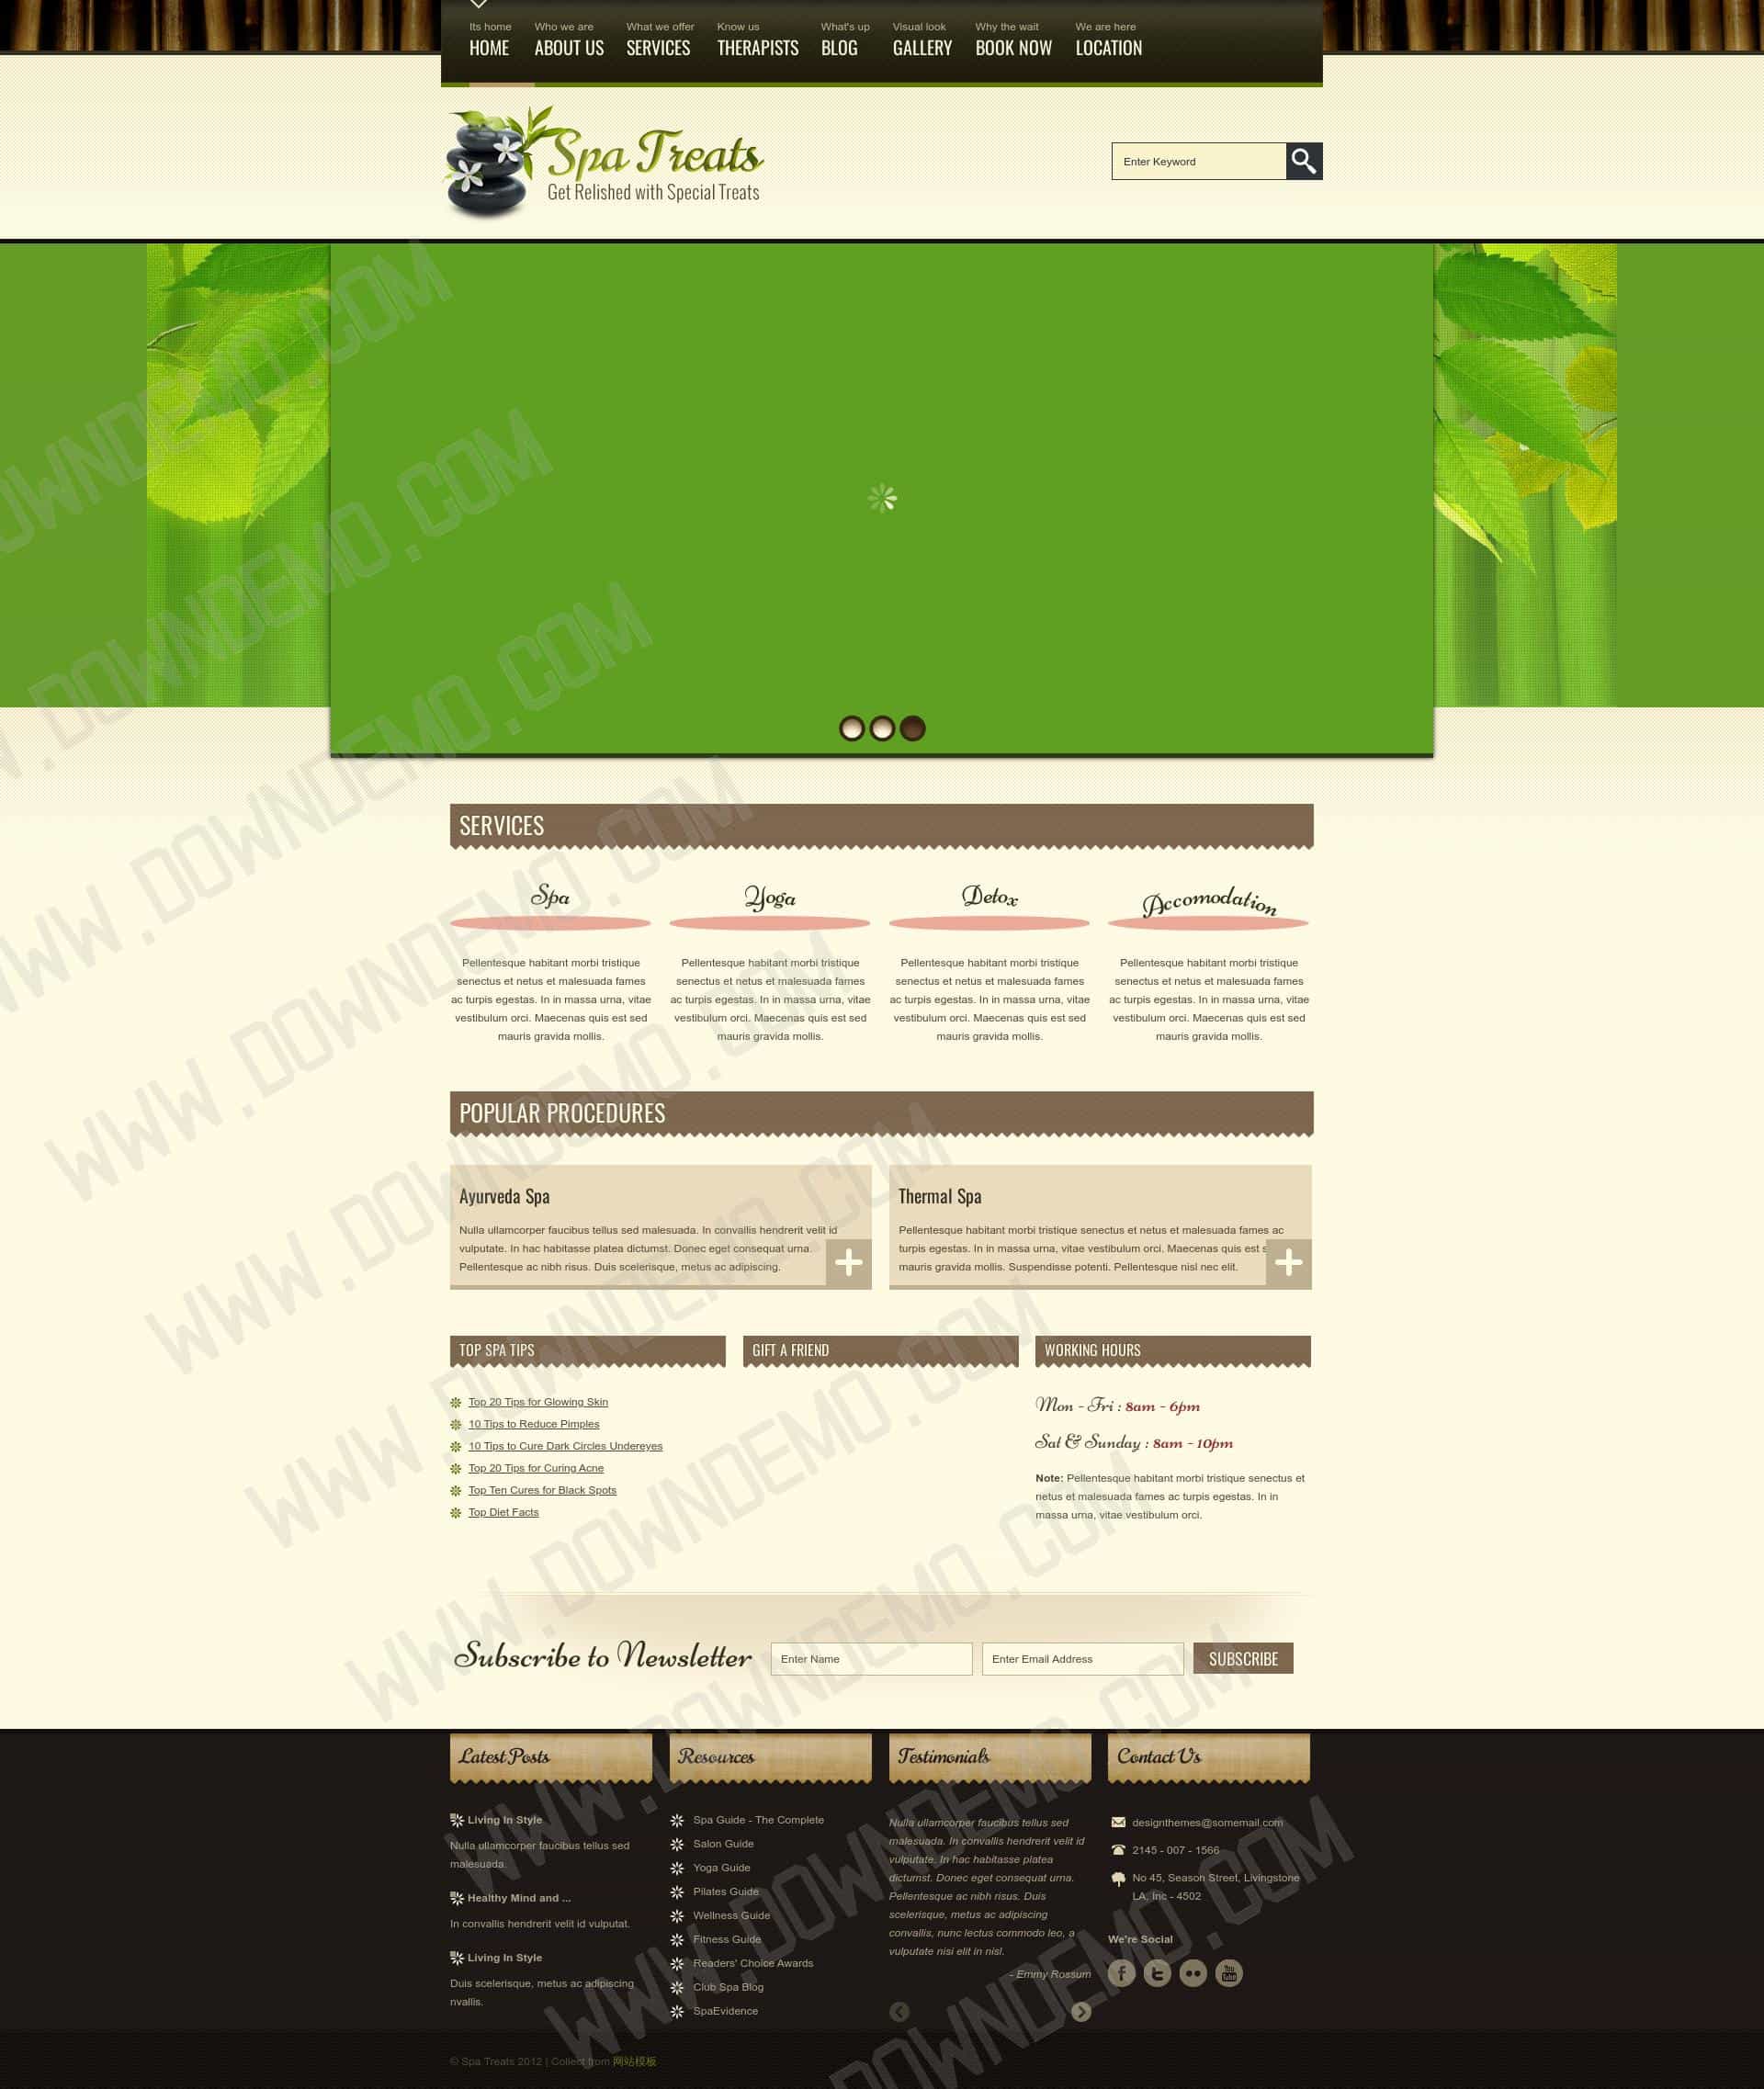 Its home
HOME
Who we are
ABOUT US
What we offer
SERVICES
Know us
THERAPISTS
What's up
BLOG
Visual look
GALLERY
Why the wait
BOOK NOW
We are here
LOCATION
Spa Treats
Get Relished with Special Treats
Enter Keyword
SERVICES
Spa
Pellentesque habitant morbi tristique
senectus et netus et malesuada fames
ac turpis egestas. In in massa urna, vitae
vestibulum orci. Maecenas quis est sed
mauris gravida mollis.
Yoga
Pellentesque habitant morbi tristique
senectus et netus et malesuada fames
ac turpis egestas. In in massa urna, vitae
vestibulum orci. Maecenas quis est sed
mauris gravida mollis.
Detox
Pellentesque habitant morbi tristique
senectus et netus et malesuada fames
ac turpis egestas. In in massa urna, vitae
vestibulum orci. Maecenas quis est sed
mauris gravida mollis.
Accomodation
Pellentesque habitant morbi tristique
senectus et netus et malesuada fames
ac turpis egestas. In in massa urna, vitae
vestibulum orci. Maecenas quis est sed
mauris gravida mollis.
POPULAR PROCEDURES
Ayurveda Spa
Nulla ullamcorper faucibus tellus sed malesuada. In convallis hendrerit velit id
vulputate. In hac habitasse platea dictumst. Donec eget consequat urna.
Pellentesque ac nibh risus. Duis scelerisque, metus ac adipiscing.
Thermal Spa
Pellentesque habitant morbi tristique senectus et netus et malesuada fames ac
turpis egestas. In in massa urna, vitae vestibulum orci. Maecenas quis est
mauris gravida mollis. Suspendisse potenti. Pellentesque nisl nec elit.
TOP SPA TIPS
Top 20 Tips for Glowing Skin
10 Tips to Reduce Pimples
10 Tips to Cure Dark Circles Undereyes
Top 20 Tips for Curing Acne
Top Ten Cures for Black Spots
Top Diet Facts
GIFT A FRIEND
WORKING HOURS
Mon - Fri : 8am - 6pm
Sat & Sunday : 8am - 10pm
Note: Pellentesque habitant morbi tristique senectus et
netus et malesuada fames ac turpis egestas. In in
massa urna, vitae vestibulum orci.
Subscribe to Newsletter
Enter Name
Enter Email Address
SUBSCRIBE
Latest Posts
Living In Style
Nulla ullamcorper faucibus tellus sed
malesuada.
Healthy Mind and ...
In convallis hendrerit velit id vulputat.
Living In Style
Duis scelerisque, metus ac adipiscing
nvallis.
Resources
Spa Guide - The Complete
Salon Guide
Yoga Guide
Pilates Guide
Wellness Guide
Fitness Guide
Readers' Choice Awards
Club Spa Blog
SpaEvidence
Testimonials
Nulla ullamcorper faucibus tellus sed
malesuada. In convallis hendrerit velit id
vulputate. In hac habitasse platea
dictumst. Donec eget consequat urna.
Pellentesque ac nibh risus. Duis
scelerisque, metus ac adipiscing
convallis, nunc lectus commodo leo, a
vulputate nisi elit in nisl.
- Emmy Rossum
Contact Us
designthemes@somemail.com
2145 - 007 - 1566
No 45, Season Street, Livingstone
LA, Inc - 4502
We're Social
You Tube
© Spa Treats 2012 | Collect from 网站模板
WWW.DOWNDEMO.COM